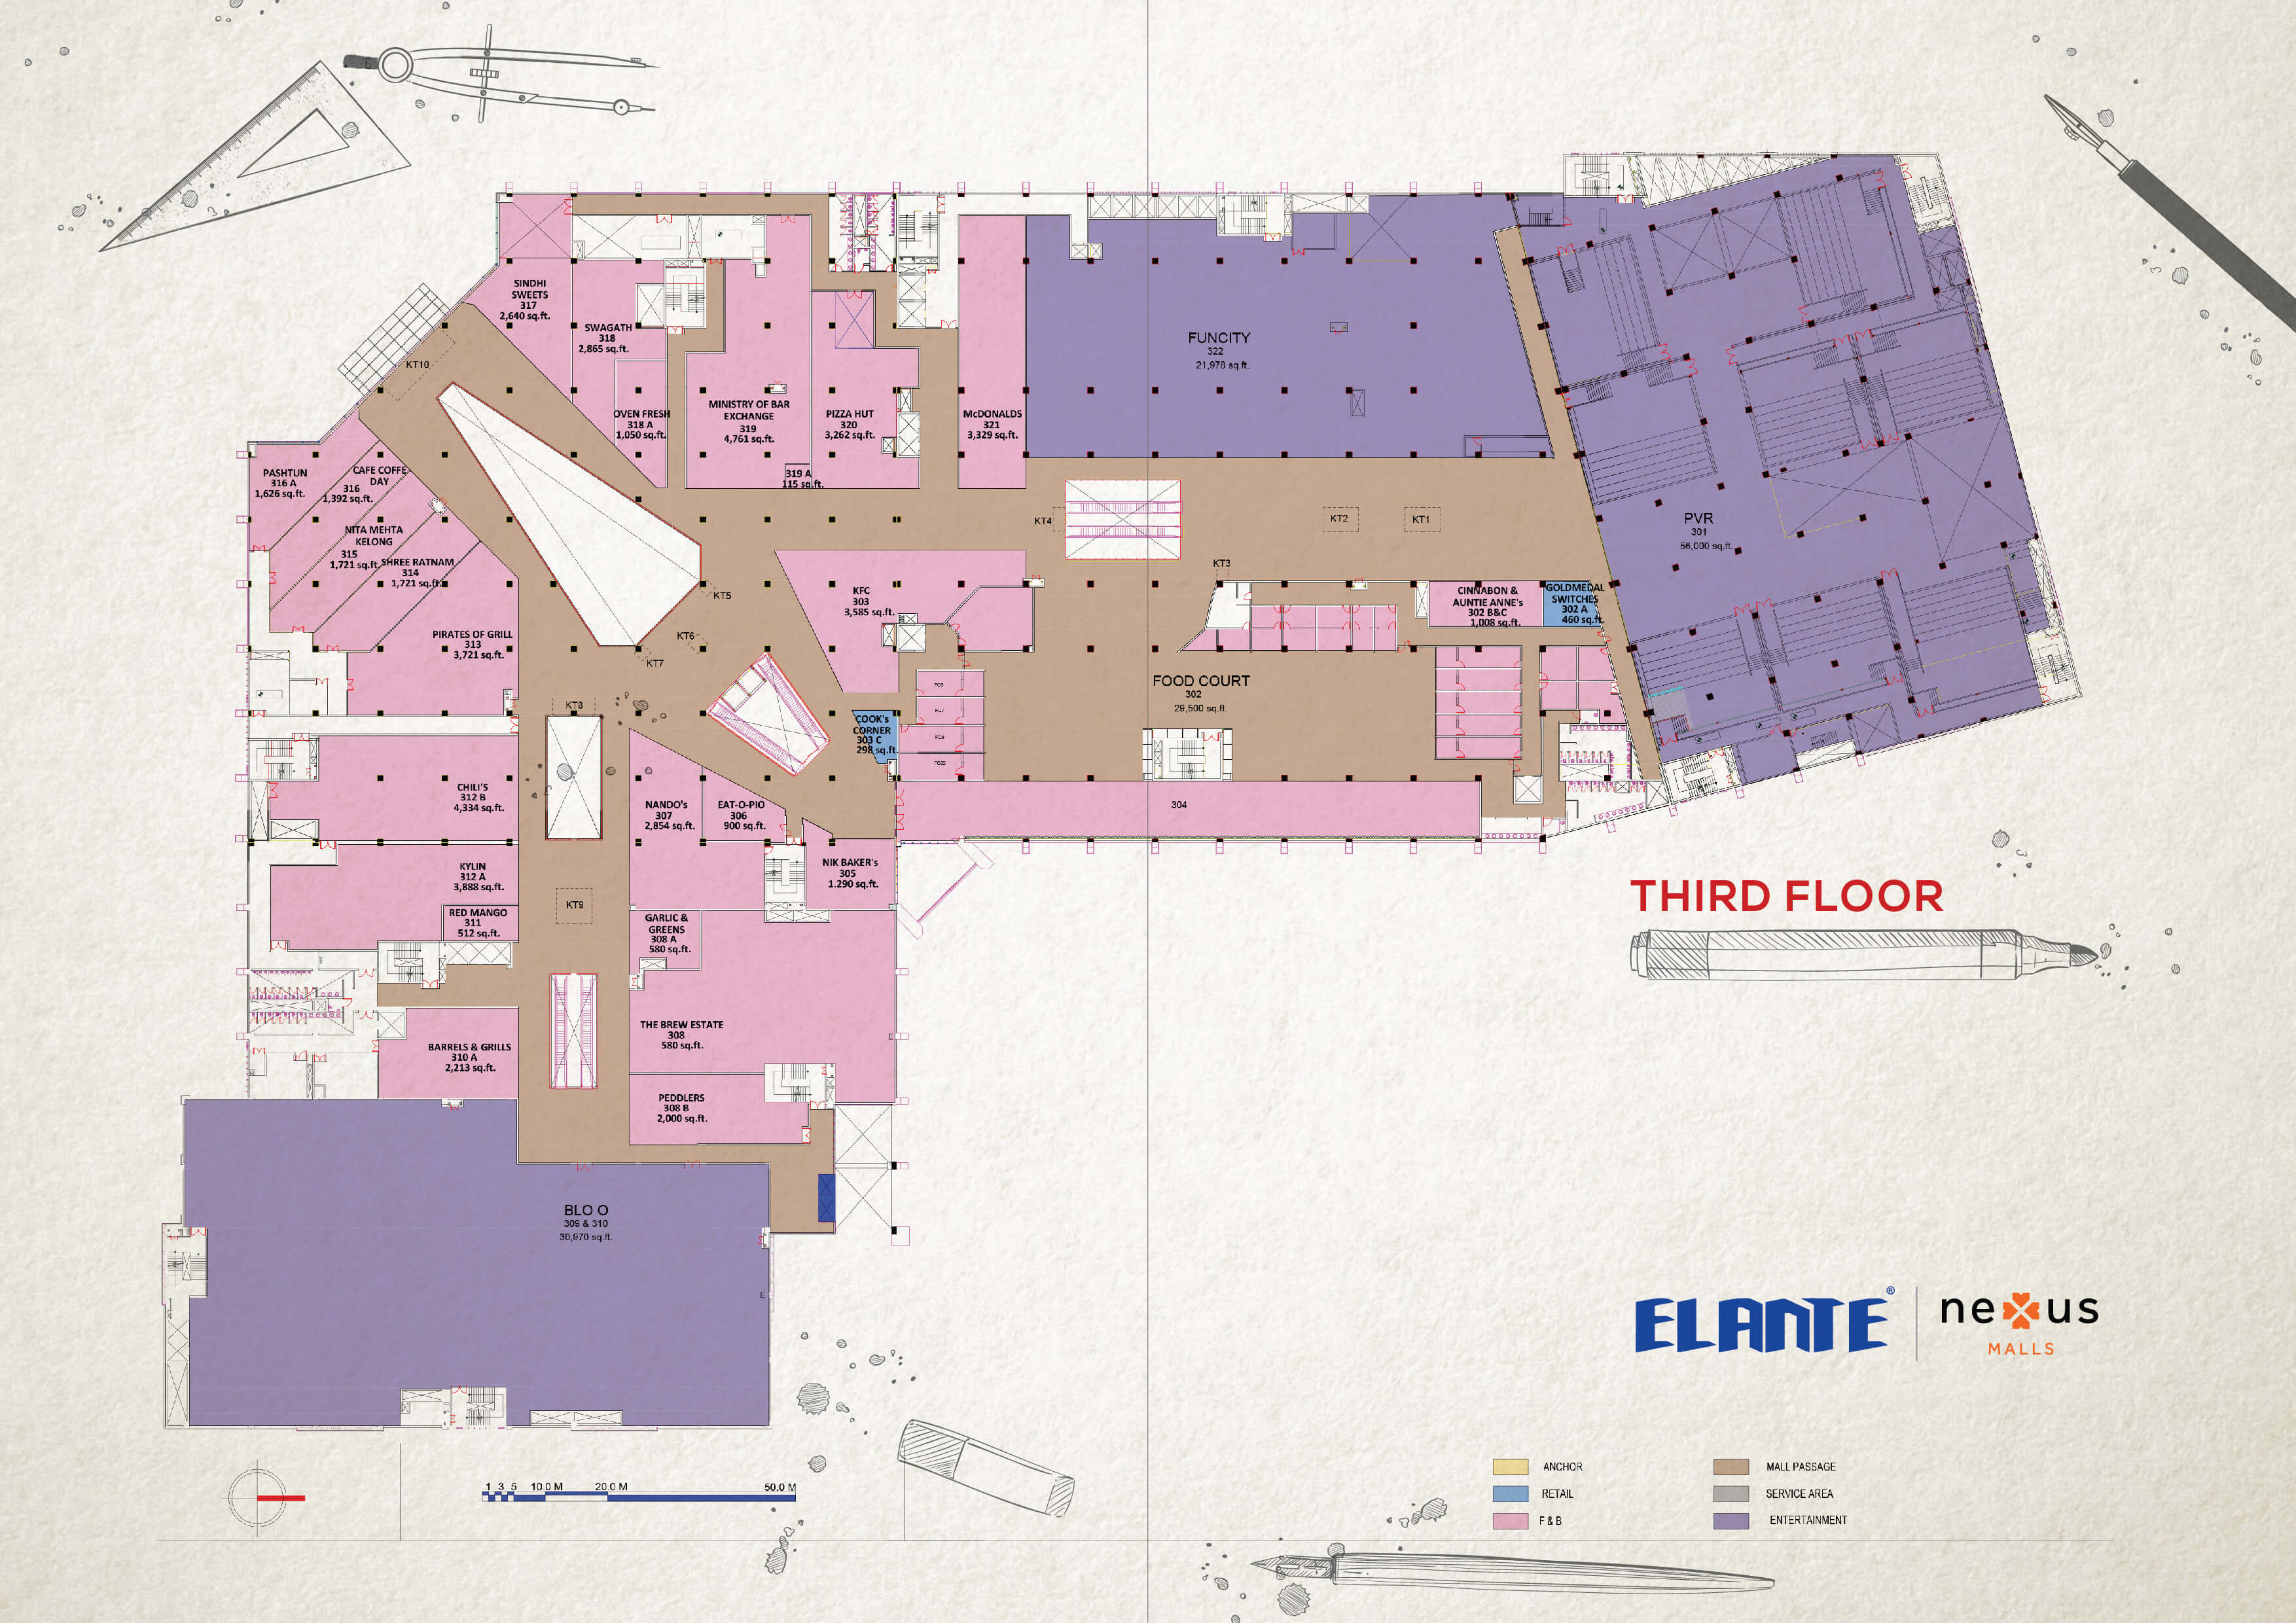 SINDHI
SWEETS
317
2,640 sq.ft.
SWAGATH
318
2,865 sq.ft.
OVEN FRESH
318 A
1,050 sq.ft.
MINISTRY OF BAR
EXCHANGE
319
4,761 sq.ft.
319 A
115 sq.ft.
PIZZA HUT
320
3,262 sq.ft.
McDONALDS
321
3,329 sq.ft.
FUNCITY
322
21,978 sq.ft.
PVR
301
56,000 sq.ft.
KT10
PASHTUN
316 A
1,626 sq.ft.
CAFE COFFE
DAY
316
1,392 sq.ft.
NITA MEHTA
KELONG
315
1,721 sq.ft.
SHREE RATNAM
314
1,721 sq.ft.
PIRATES OF GRILL
313
3,721 sq.ft.
KT4
KT2
KT1
KT3
KT5
KT6
KT7
KT8
KFC
303
3,585 sq.ft.
CINNABON &
AUNTIE ANNE's
302 B&C
1,008 sq.ft.
GOLDMEDAL
SWITCHES
302 A
460 sq.ft.
FOOD COURT
302
29,500 sq.ft.
COOK's
CORNER
303 C
298 sq.ft.
304
CHILI'S
312 B
4,334 sq.ft.
NANDO's
307
2,854 sq.ft.
EAT-O-PIO
306
900 sq.ft.
NIK BAKER's
305
1.290 sq.ft.
KYLIN
312 A
3,888 sq.ft.
RED MANGO
311
512 sq.ft.
KT9
GARLIC &
GREENS
308 A
580 sq.ft.
THE BREW ESTATE
308
580 sq.ft.
BARRELS & GRILLS
310 A
2,213 sq.ft.
PEDDLERS
308 B
2,000 sq.ft.
BLO O
309 & 310
30,970 sq.ft.
THIRD FLOOR
ELANTE®
nexus
MALLS
1 3 5 10.0 M 20.0 M 50.0 M
ANCHOR
RETAIL
F & B
MALL PASSAGE
SERVICE AREA
ENTERTAINMENT